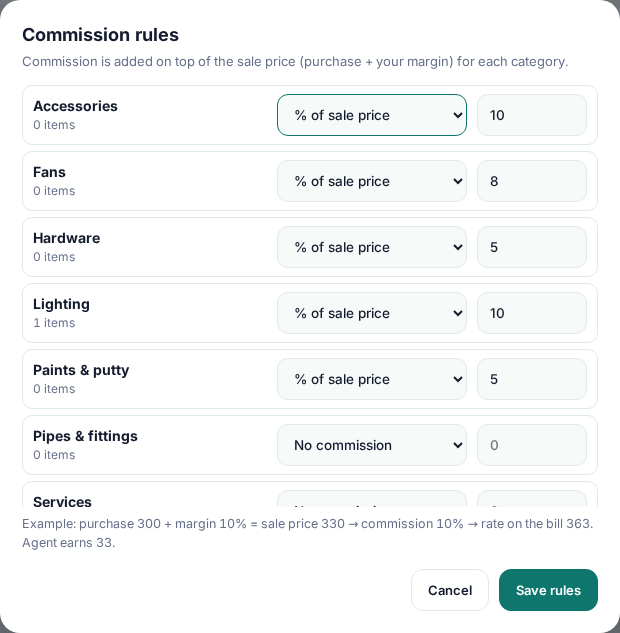 Commission rules
Commission is added on top of the sale price (purchase + your margin) for each category.
Accessories
0 items
% of sale price
10
Fans
0 items
% of sale price
8
Hardware
0 items
% of sale price
5
Lighting
1 items
% of sale price
10
Paints & putty
0 items
% of sale price
5
Pipes & fittings
0 items
No commission
0
Services
Example: purchase 300 + margin 10% = sale price 330 → commission 10% → rate on the bill 363.
Agent earns 33.
Cancel
Save rules